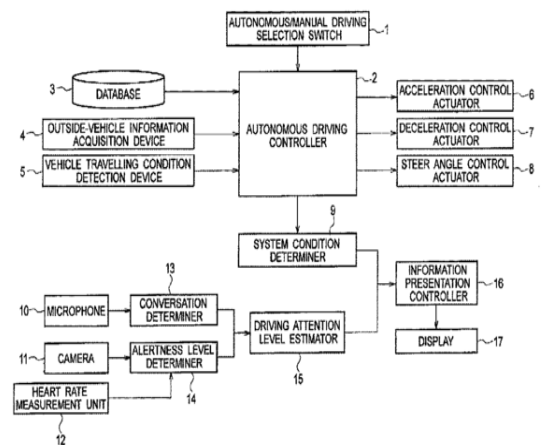 AUTONOMOUS/MANUAL DRIVING
SELECTION SWITCH
1
2
3
DATABASE
4
OUTSIDE-VEHICLE INFORMATION
ACQUISITION DEVICE
5
VEHICLE TRAVELLING CONDITION
DETECTION DEVICE
AUTONOMOUS DRIVING
CONTROLLER
ACCELERATION CONTROL
ACTUATOR
6
DECELERATION CONTROL
ACTUATOR
7
STEER ANGLE CONTROL
ACTUATOR
8
9
SYSTEM CONDITION
DETERMINER
13
10
MICROPHONE
CONVERSATION
DETERMINER
11
CAMERA
ALERTNESS LEVEL
DETERMINER
14
HEART RATE
MEASUREMENT UNIT
12
DRIVING ATTENTION
LEVEL ESTIMATOR
15
INFORMATION
PRESENTATION
CONTROLLER
16
DISPLAY
17